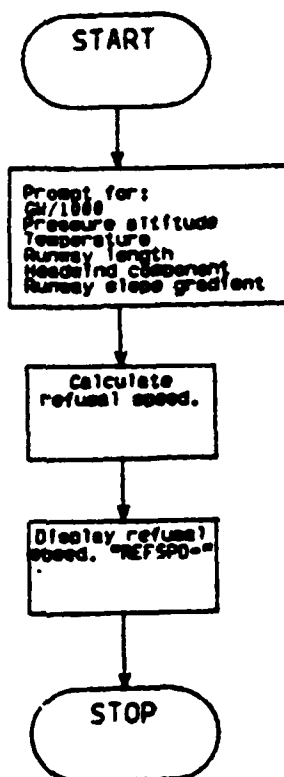 START
Prompt for:
GW/1000
Pressure altitude
Temperature
Runway length
Headwind component
Runway slope gradient
Calculate
refusal speed.
Display refusal
speed. "REFSPD="
STOP